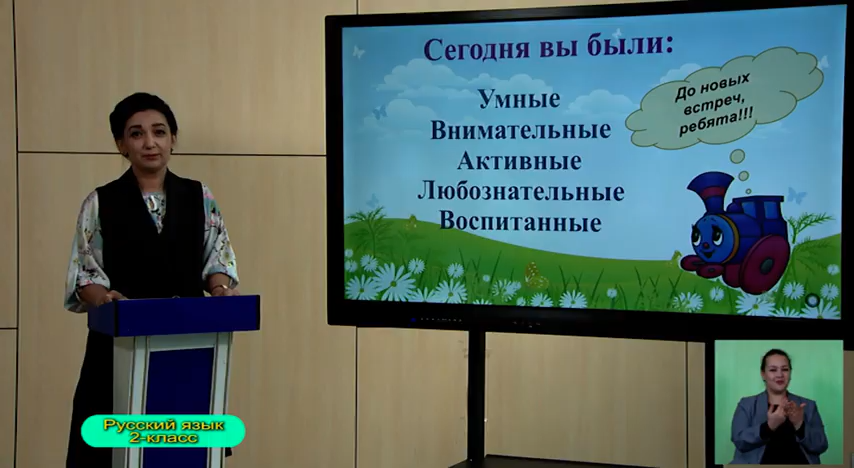 Сегодня вы были:
Умные
Внимательные
Активные
Любознательные
Воспитанные
До новых
встреч,
ребята!!!
Русский язык
2-класс